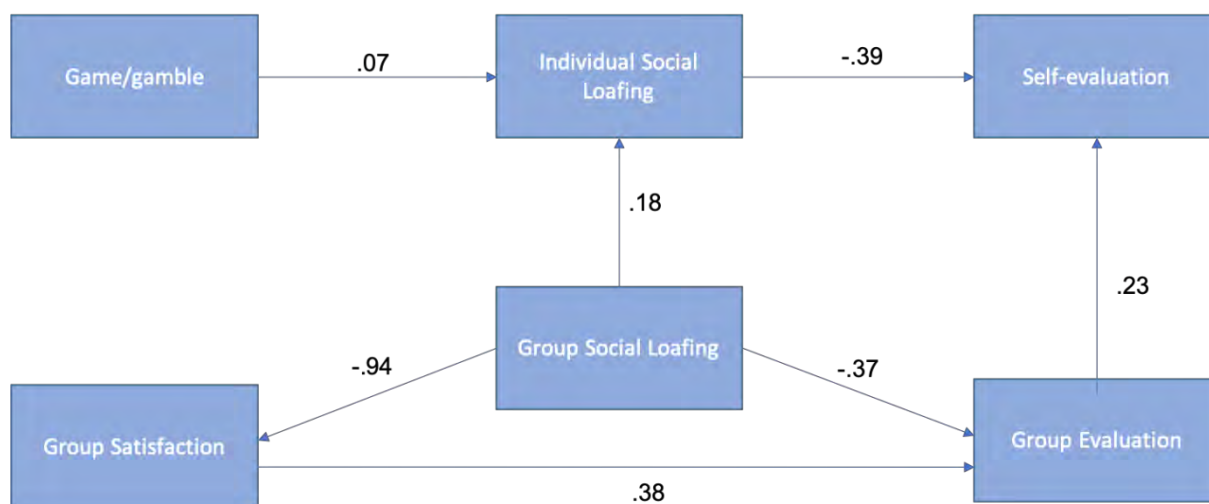 Game/gamble
.07
Individual Social
Loafing
-.39
Self-evaluation
.18
.23
Group Social Loafing
-.94
-.37
Group Satisfaction
Group Evaluation
.38